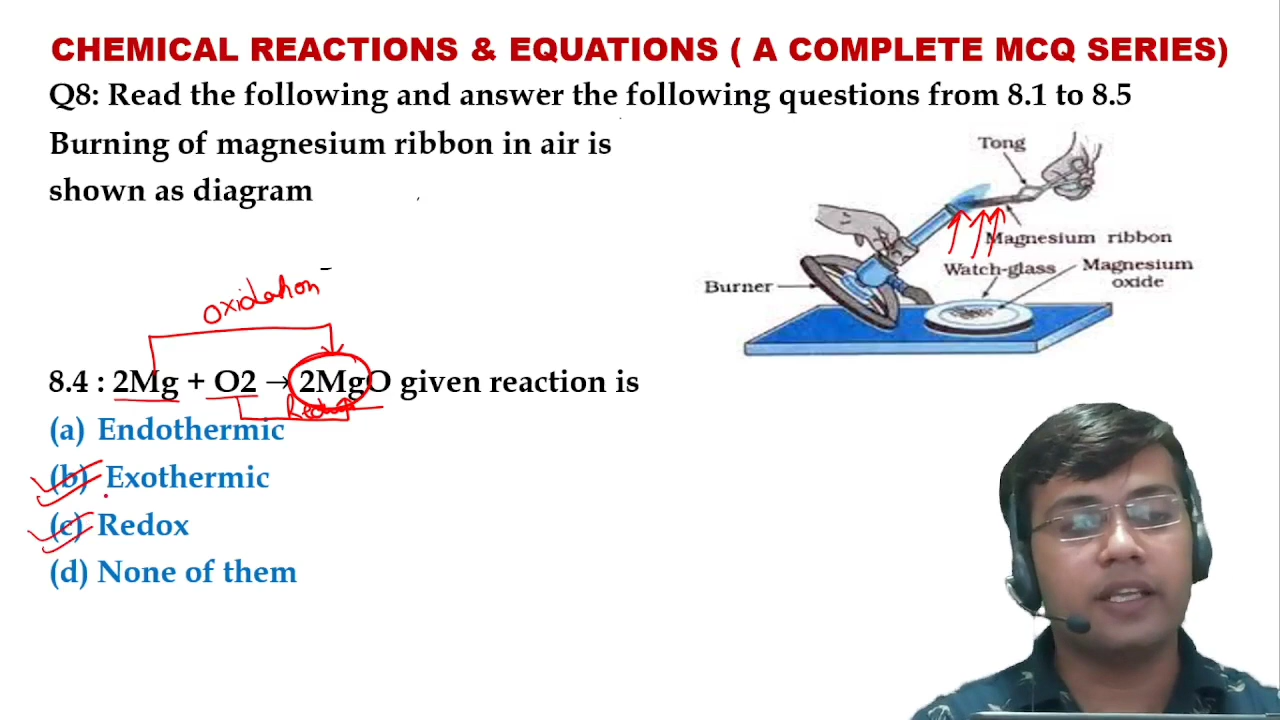 CHEMICAL REACTIONS & EQUATIONS ( A COMPLETE MCQ SERIES)
Q8: Read the following and answer the following questions from 8.1 to 8.5
Burning of magnesium ribbon in air is
shown as diagram
Tong
Magnesium ribbon
Watch-glass
Magnesium
oxide
Burner
oxidation
8.4 : 2Mg + O2 → 2MgO given reaction is
(a) Endothermic
(b) Exothermic
(c) Redox
(d) None of them